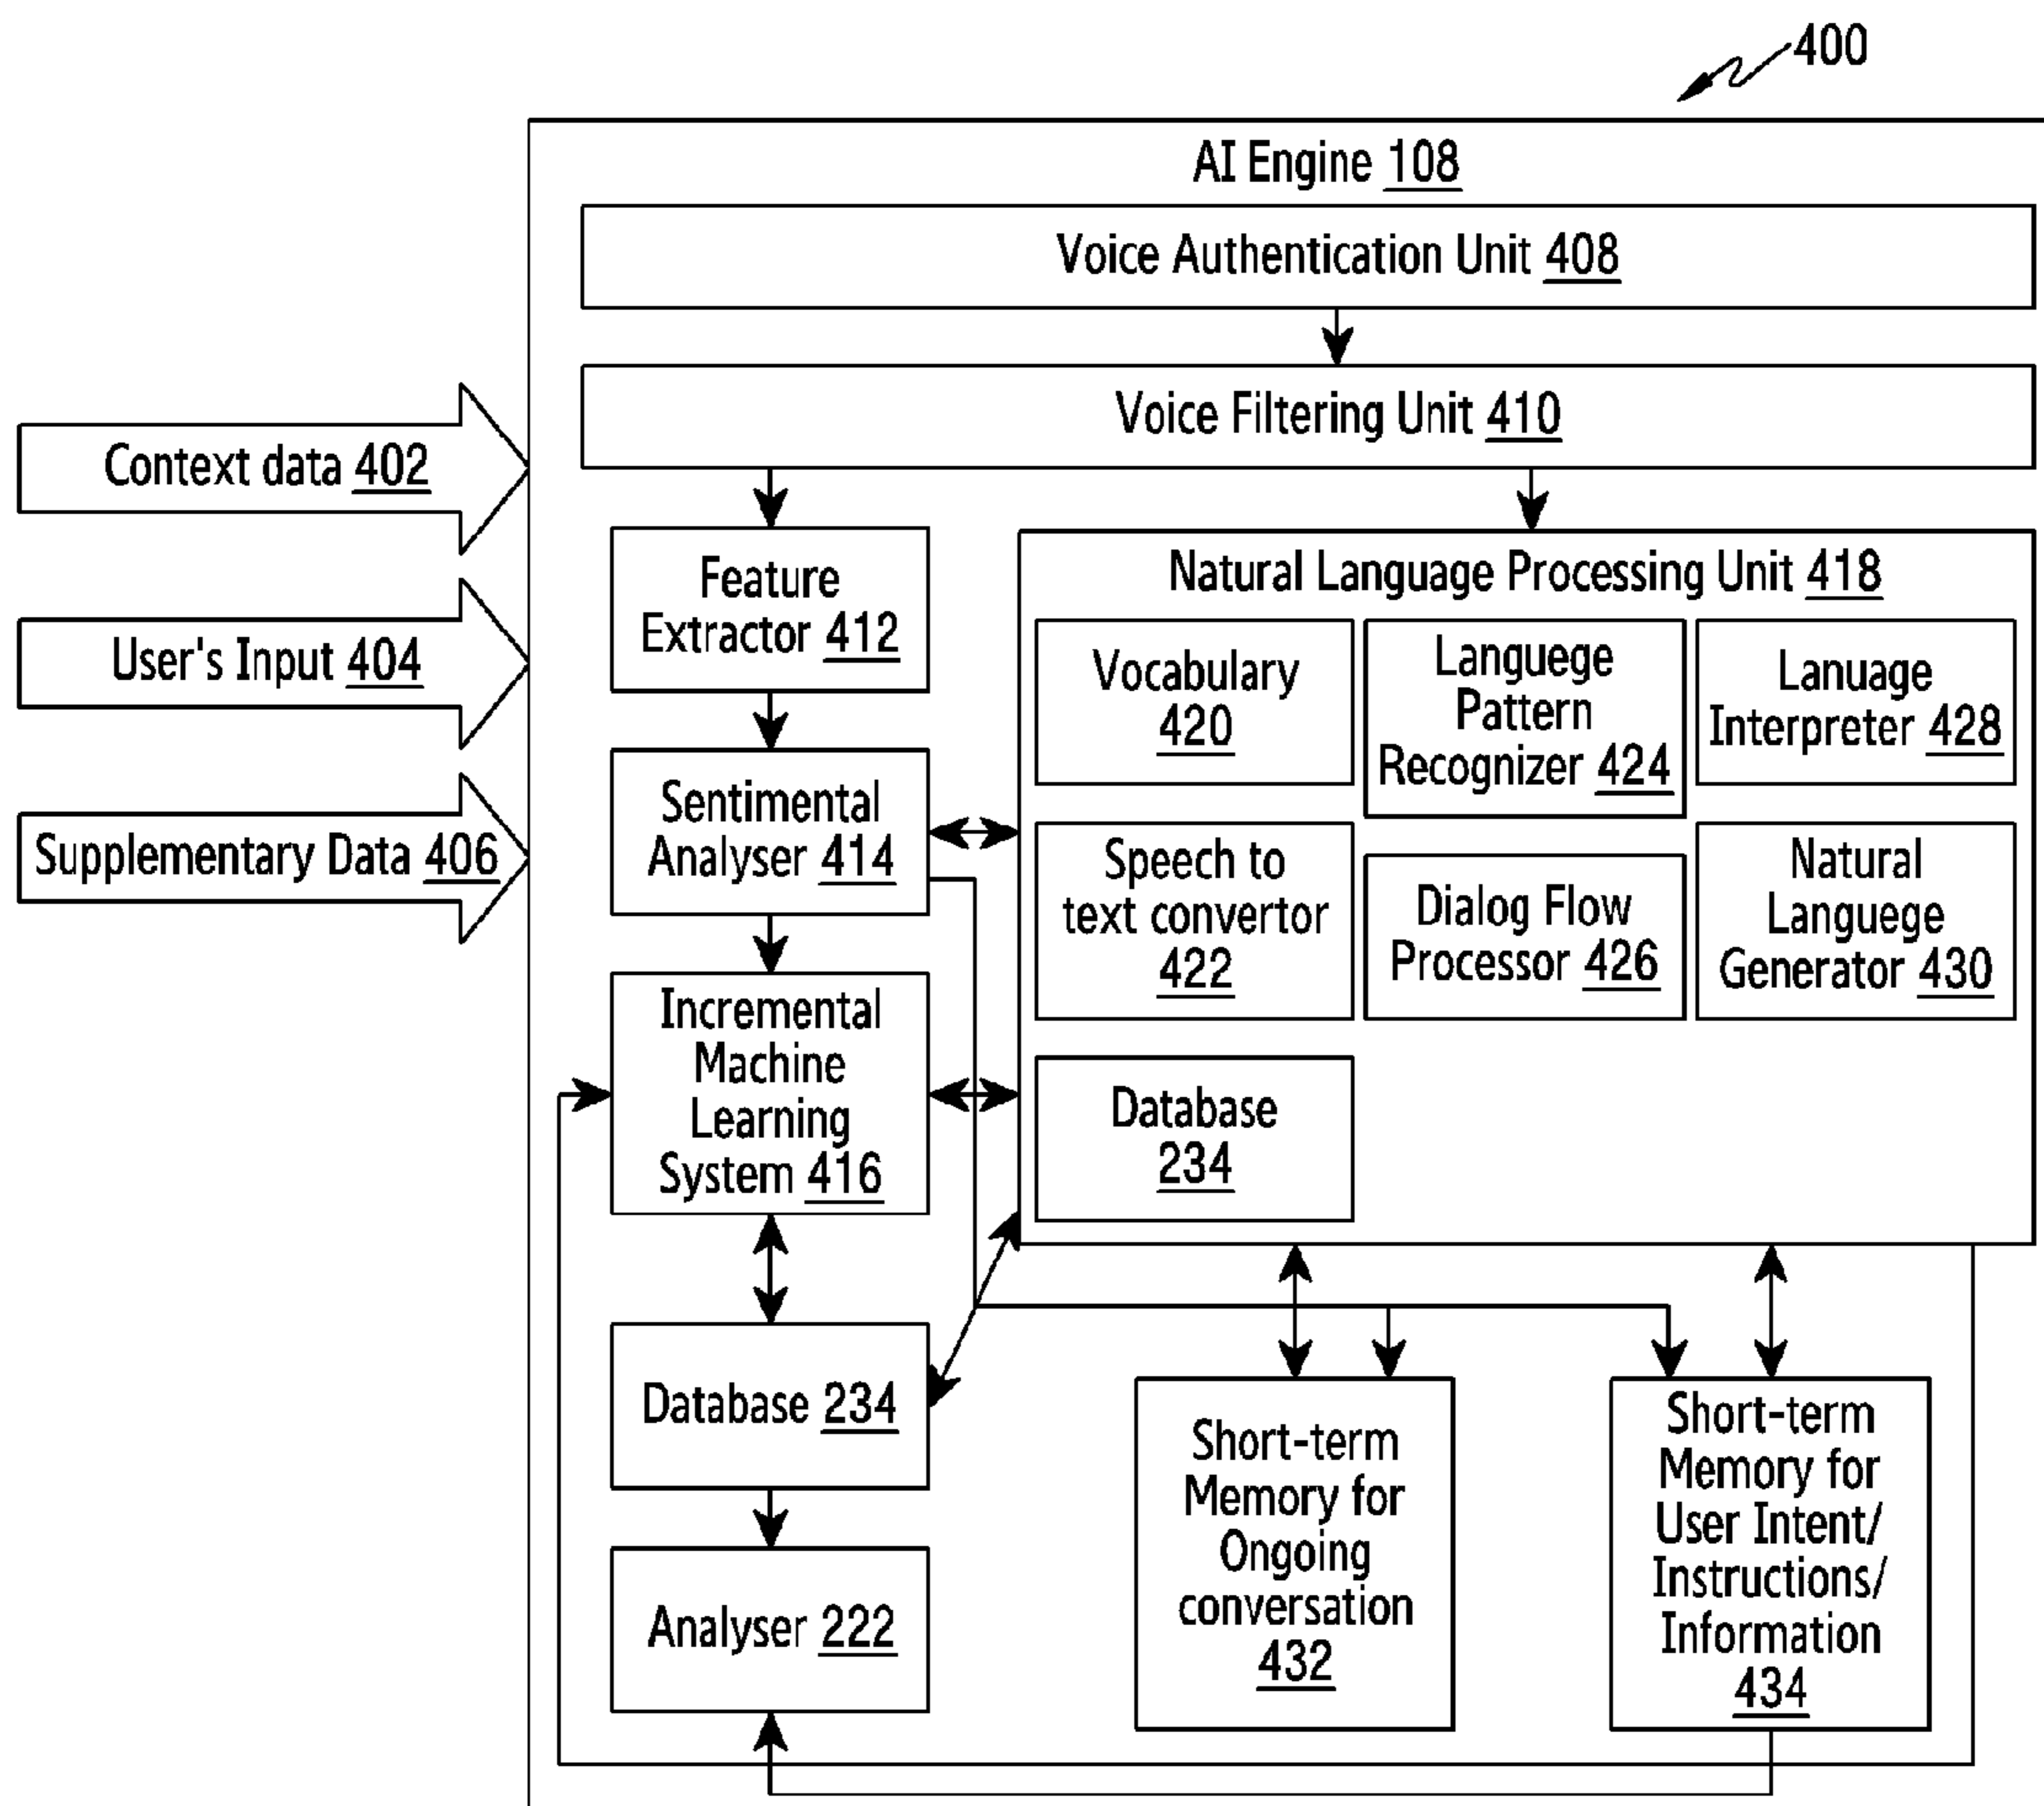 400
AI Engine 108
Voice Authentication Unit 408
Voice Filtering Unit 410
Context data 402
User's Input 404
Supplementary Data 406
Feature
Extractor 412
Sentimental
Analyser 414
Incremental
Machine
Learning
System 416
Database 234
Analyser 222
Natural Language Processing Unit 418
Vocabulary
420
Languege
Pattern
Recognizer 424
Lanuage
Interpreter 428
Speech to
text convertor
422
Dialog Flow
Processor 426
Natural
Languege
Generator 430
Database
234
Short-term
Memory for
Ongoing
conversation
432
Short-term
Memory for
User Intent/
Instructions/
Information
434